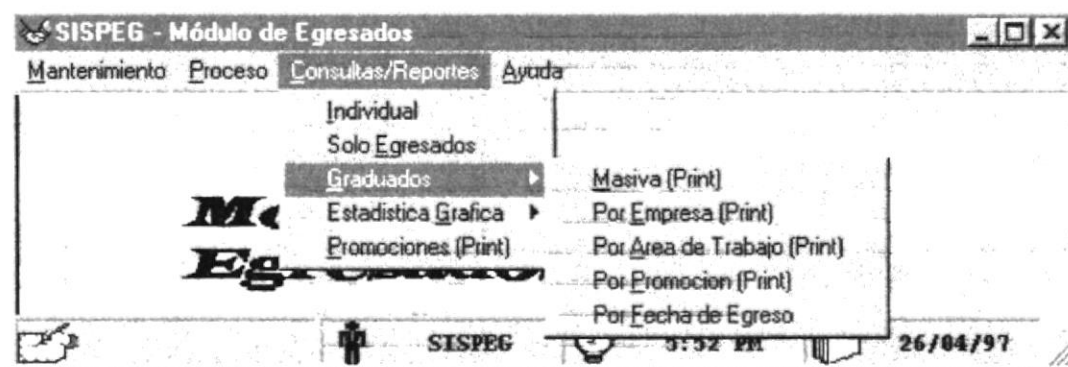 SISPEG - Módulo de Egresados
Mantenimiento Proceso Consultas/Reportes Ayuda
Individual
Solo Egresados
Graduados
Estadistica Grafica
Promociones (Print)
Masiva (Print)
Por Empresa (Print)
Por Area de Trabajo (Print)
Por Promocion (Print)
Por Fecha de Egreso
SISPEG 5:52 PM 26/04/97